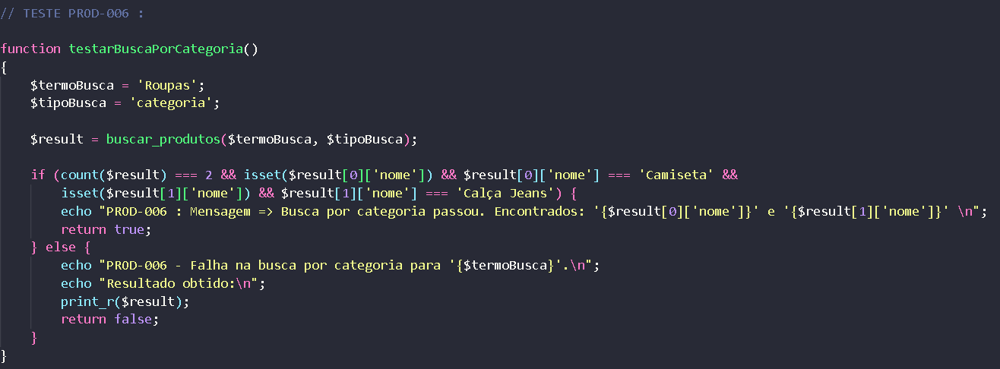 // TESTE PROD-006 :
function testarBuscaPorCategoria()
{
$termoBusca = 'Roupas';
$tipoBusca = 'categoria';
$result = buscar_produtos($termoBusca, $tipoBusca);
if (count($result) === 2 && isset($result[0]['nome']) && $result[0]['nome'] === 'Camiseta' &&
isset($result[1]['nome']) && $result[1]['nome'] === 'Calça Jeans') {
echo "PROD-006 : Mensagem => Busca por categoria passou. Encontrados: '{$result[0]['nome']}' e '{$result[1]['nome']}' \n";
return true;
} else {
echo "PROD-006 - Falha na busca por categoria para '{$termoBusca}'.\n";
echo "Resultado obtido:\n";
print_r($result);
return false;
}
}